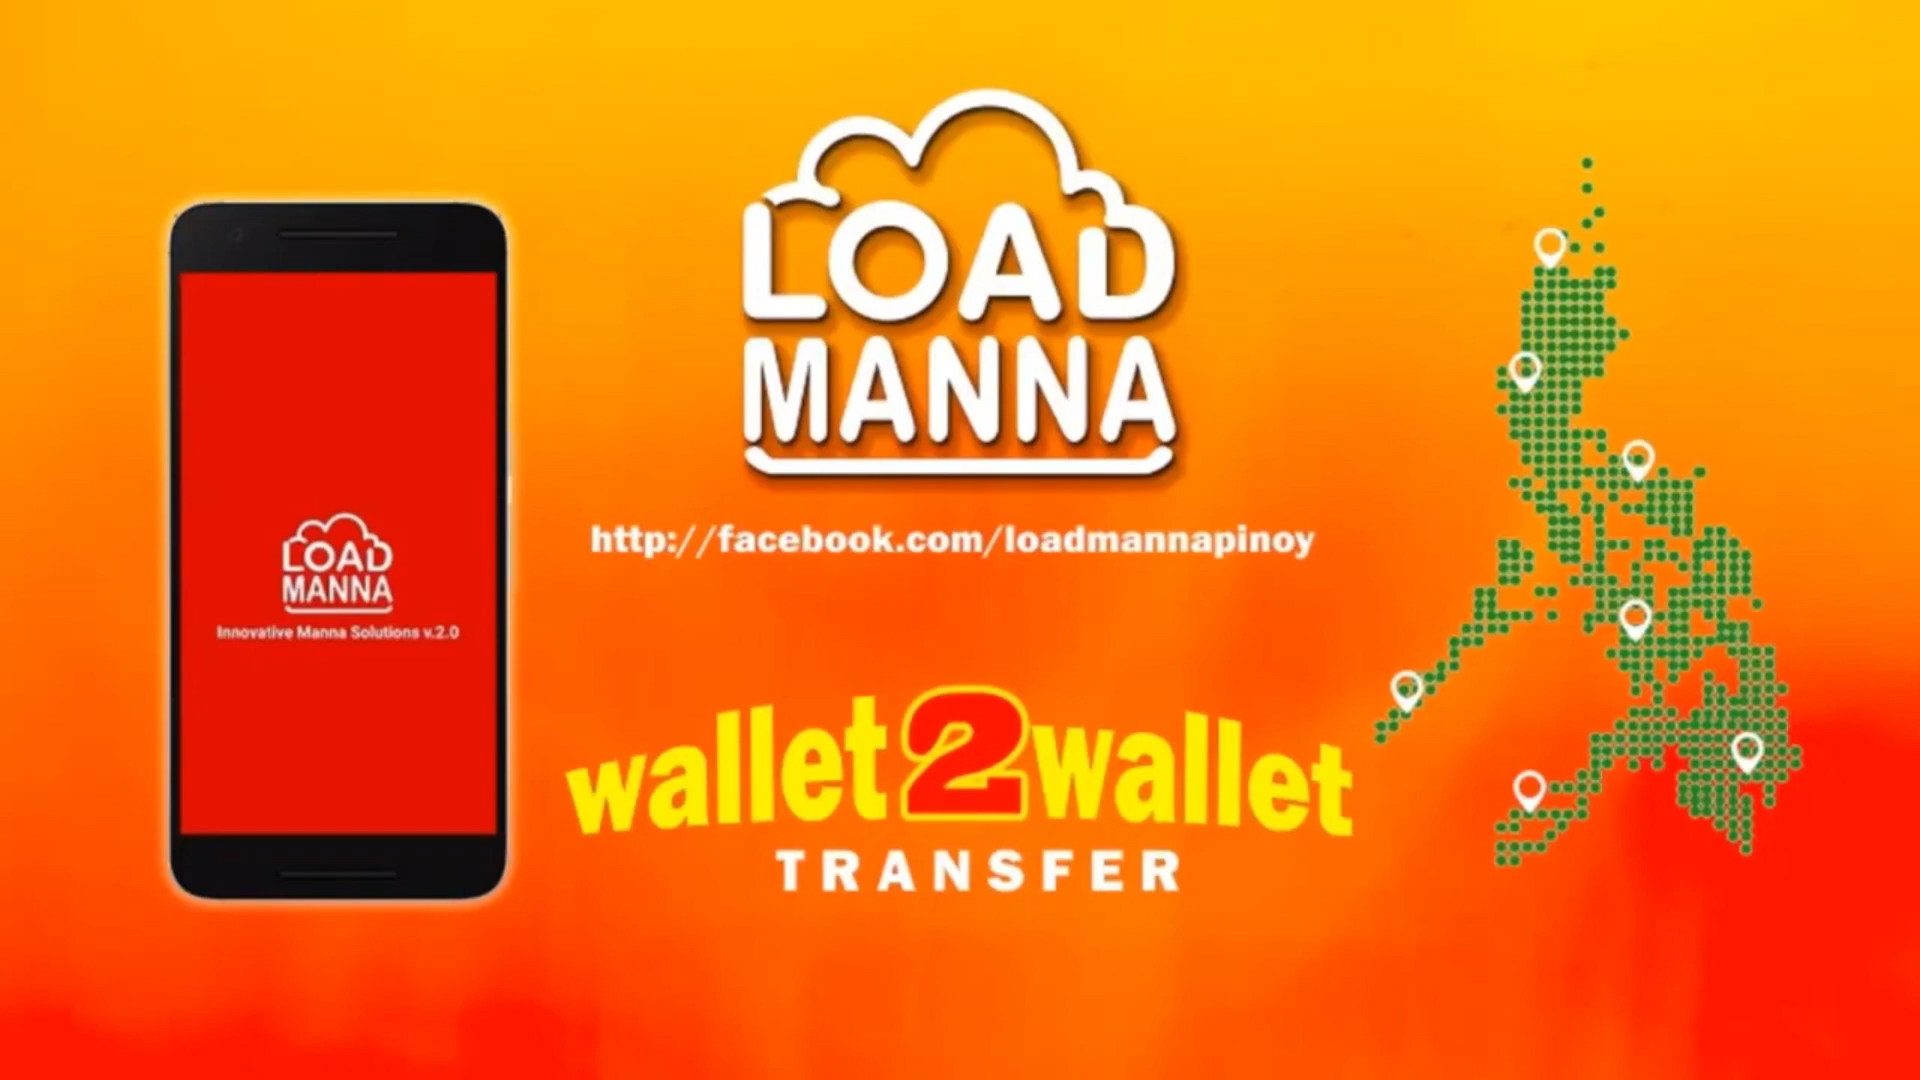 LOAD
MANNA
http://facebook.com/loadmannapinoy
LOAD
MANNA
Innovative Manna Solutions v.2.0
wallet2wallet
TRANSFER